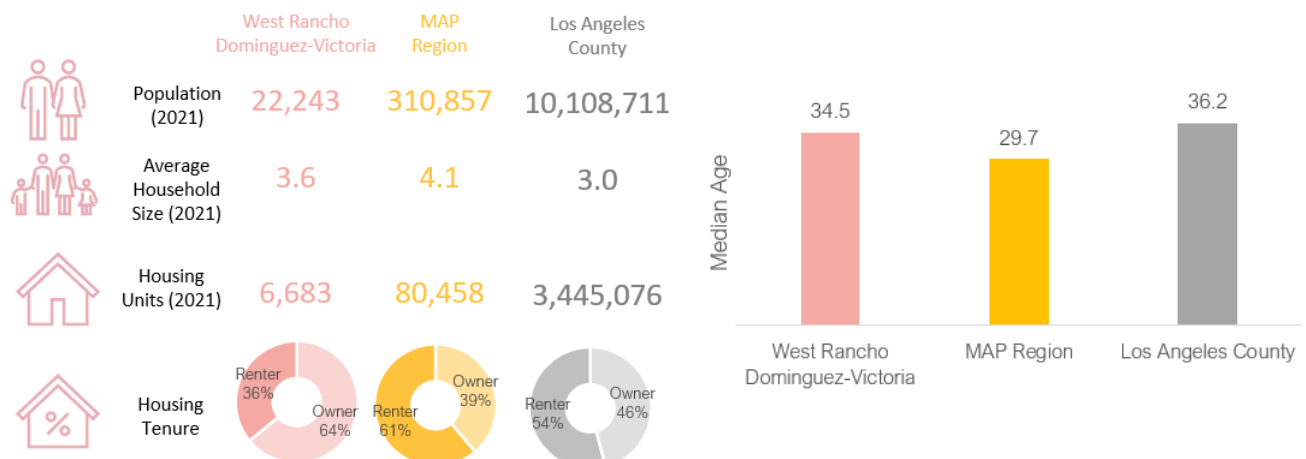 West Rancho
Dominguez-Victoria
MAP
Region
Los Angeles
County
Population
(2021)
22,243
310,857
10,108,711
Average
Household
Size (2021)
3.6
4.1
3.0
Housing
Units (2021)
6,683
80,458
3,445,076
Housing
Tenure
Renter
36%
Owner
64%
Renter
61%
Owner
39%
Renter
54%
Owner
46%
%
Median Age
34.5
29.7
36.2
West Rancho
Dominguez-Victoria
MAP Region
Los Angeles County